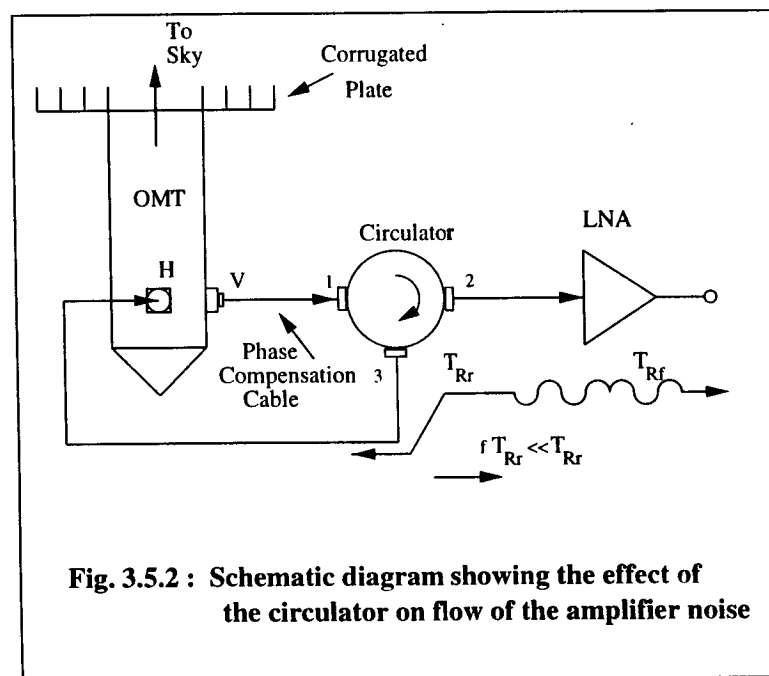 To
Sky
Corrugated
Plate
OMT
LNA
Circulator
H
V
1
2
Phase
Compensation
Cable
3
T_Rr
T_Rf
f T_Rr << T_Rr
Fig. 3.5.2 : Schematic diagram showing the effect of
the circulator on flow of the amplifier noise